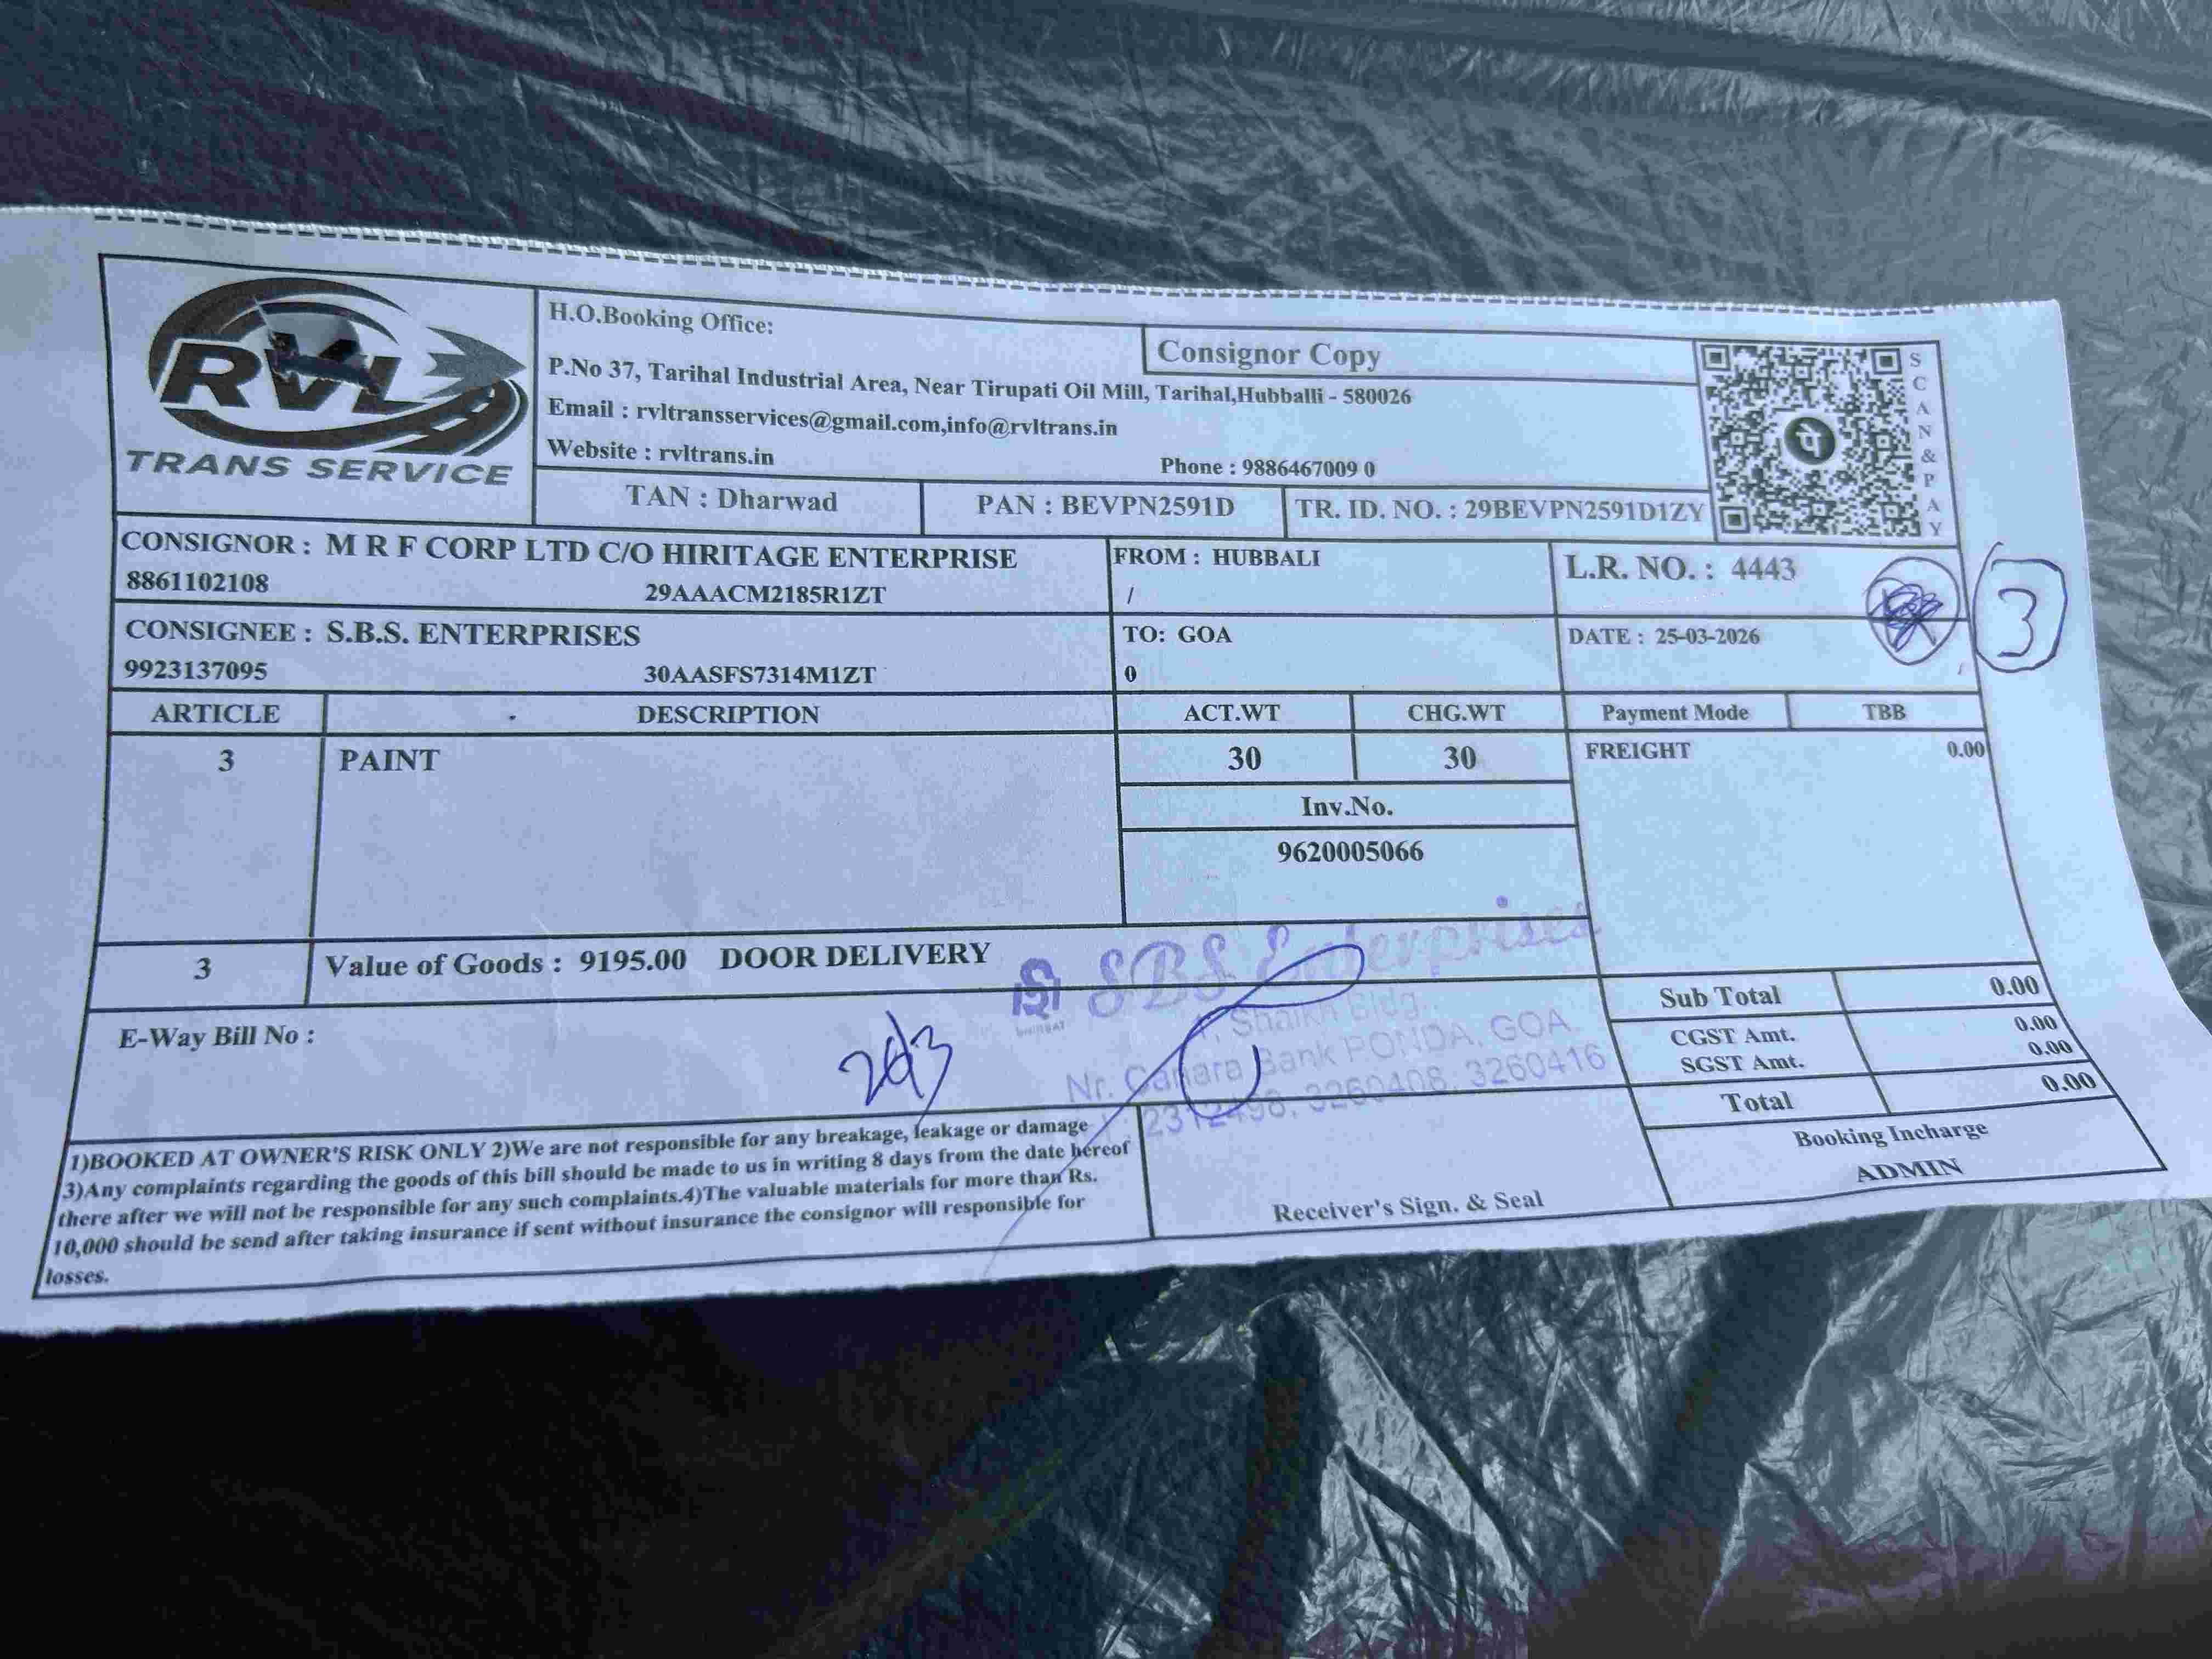 RVL
TRANS SERVICE
H.O.Booking Office:
Consignor Copy
P.No 37, Tarihal Industrial Area, Near Tirupati Oil Mill, Tarihal,Hubballi - 580026
Email : rvltransservices@gmail.com,info@rvltrans.in
Website : rvltrans.in
Phone : 9886467009 0
SCAN&PAY
TAN : Dharwad
PAN : BEVPN2591D
TR. ID. NO. : 29BEVPN2591D1ZY
CONSIGNOR : M R F CORP LTD C/O HIRITAGE ENTERPRISE
8861102108 29AAACM2185R1ZT
FROM : HUBBALI
/
L.R. NO. : 4443
3
CONSIGNEE : S.B.S. ENTERPRISES
9923137095 30AASFS7314M1ZT
TO: GOA
0
DATE : 25-03-2026
ARTICLE DESCRIPTION ACT.WT CHG.WT Payment Mode TBB
3 PAINT 30 30 FREIGHT 0.00
Inv.No.
9620005066
3 Value of Goods : 9195.00 DOOR DELIVERY
SBS Enterprises
Shaikh Bldg.
Nr. Canara Bank PONDA, GOA
2312498, 3260408, 3260416
E-Way Bill No :
Sub Total 0.00
CGST Amt. 0.00
SGST Amt. 0.00
Total 0.00
1)BOOKED AT OWNER'S RISK ONLY 2)We are not responsible for any breakage, leakage or damage
3)Any complaints regarding the goods of this bill should be made to us in writing 8 days from the date hereof
there after we will not be responsible for any such complaints.4)The valuable materials for more than Rs.
10,000 should be send after taking insurance if sent without insurance the consignor will responsible for
losses.
Receiver's Sign. & Seal
Booking Incharge
ADMIN